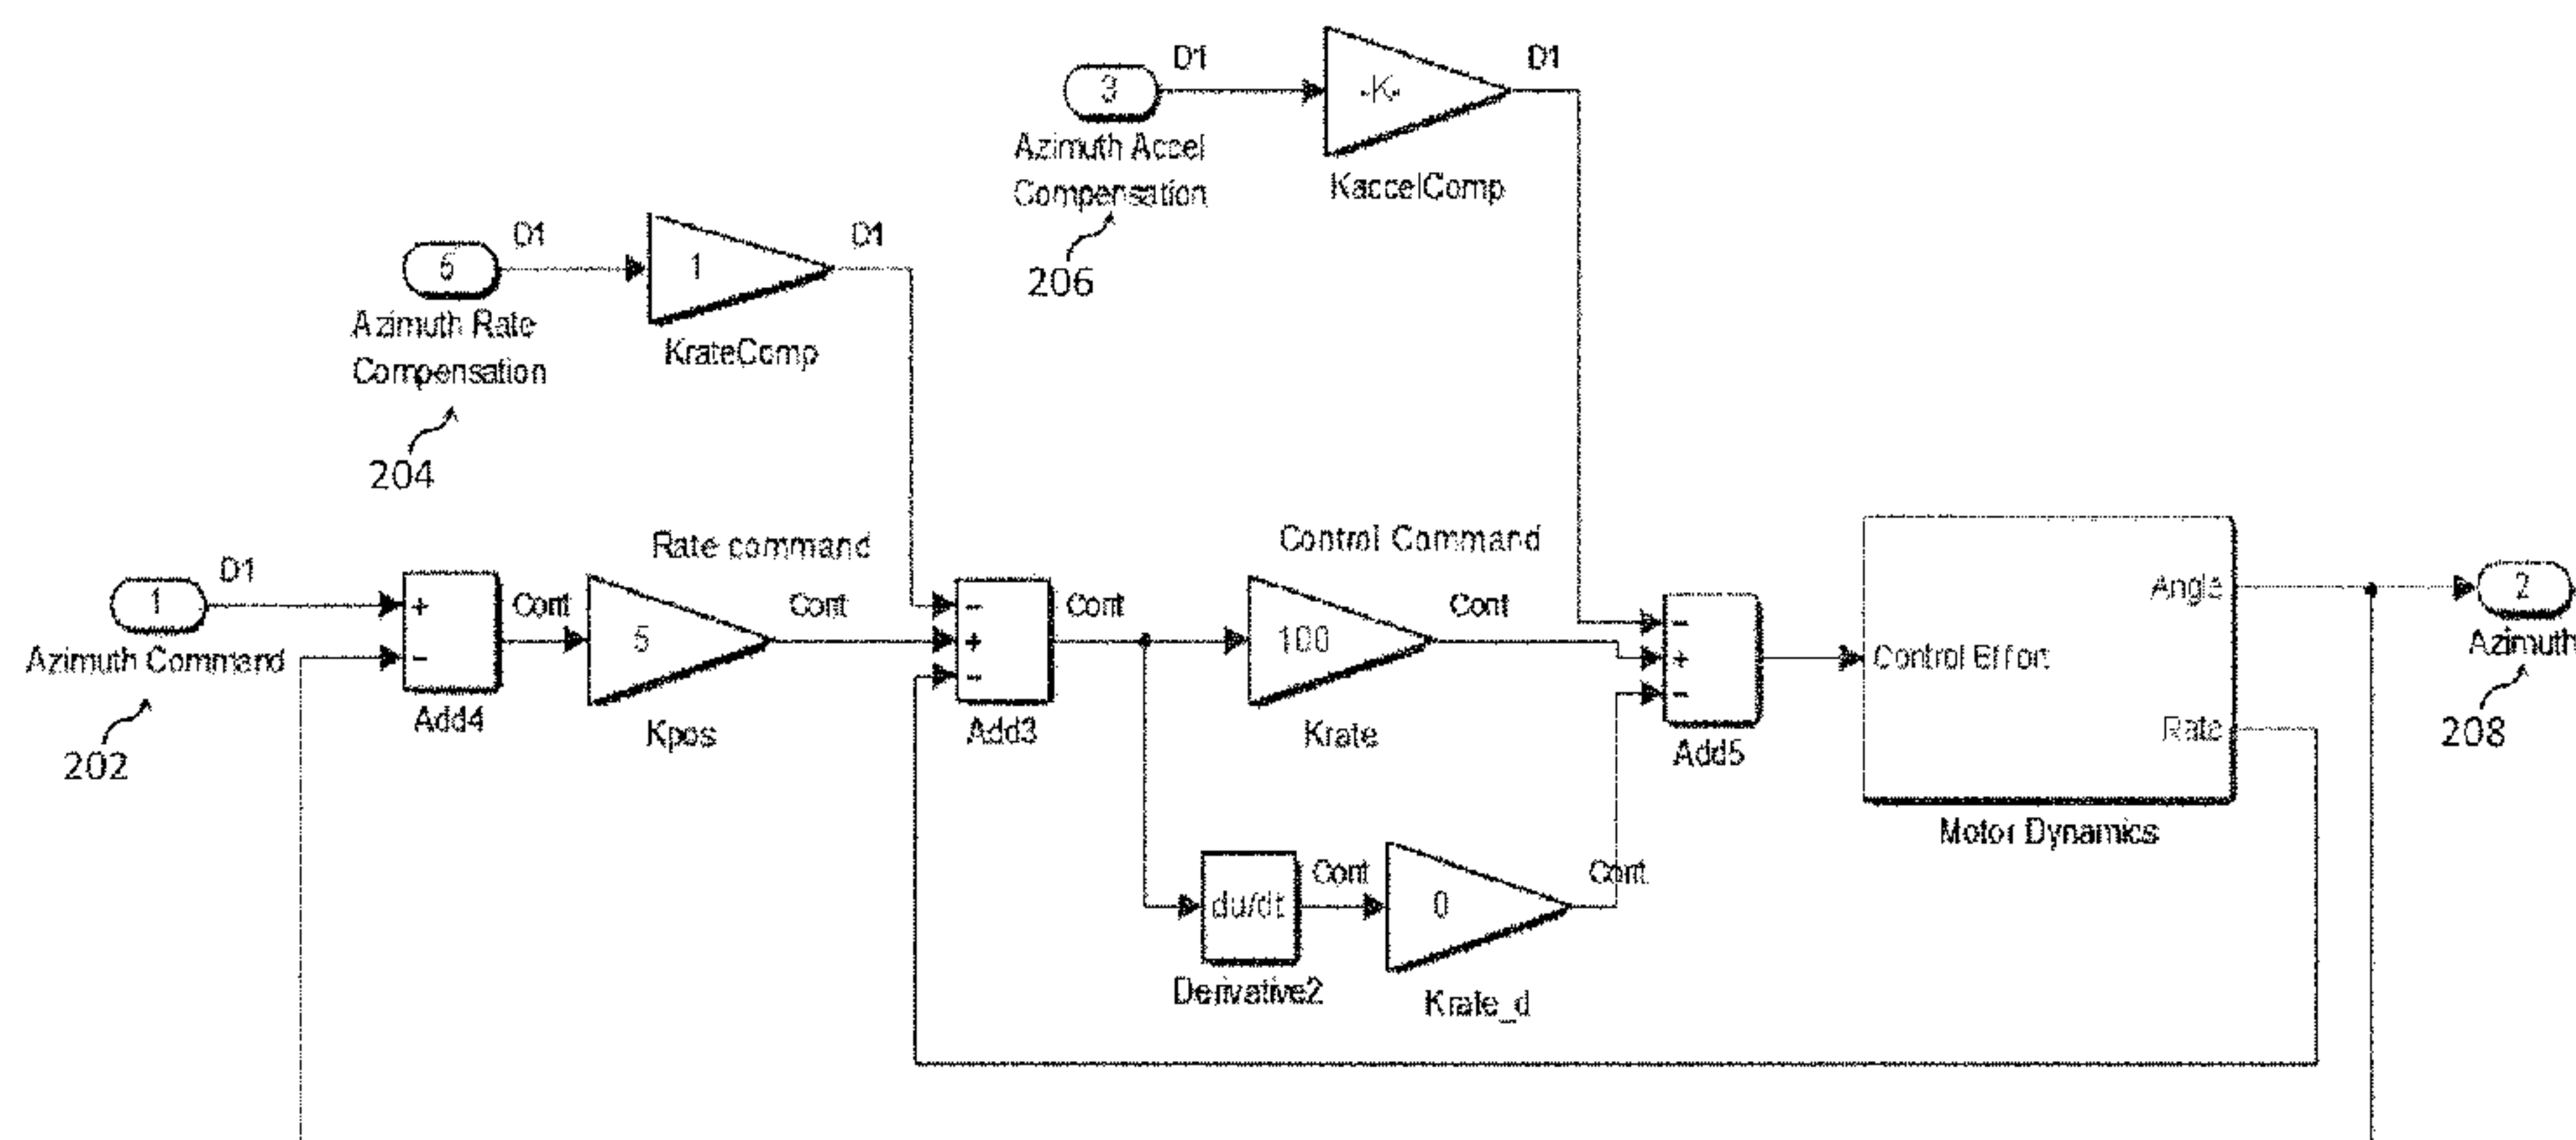 D1
3
-K-
D1
Azimuth Accel
Compensation
KaccelComp
206
D1
5
1
D1
Azimuth Rate
Compensation
KrateComp
204
Rate command
Control Command
D1
1
+
-
Cont
5
Cont
-
+
-
Cont
100
Cont
-
+
-
Control Effort
Angle
Rate
2
Azimuth Command
202
Add4
Kpos
Add3
Krate
Add5
Motor Dynamics
Azimuth
208
du/dt
Cont
0
Cont
Derivative2
Krate_d